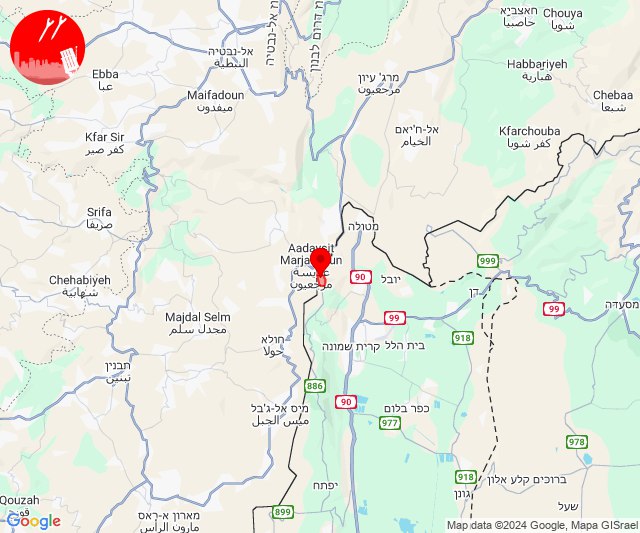 חאצביא
حاصبيا
Chouya
شويا
אל-נבטיה
النبطية
Ebba
عبا
Maifadoun
ميفدون
מרג' עיון
مرجعيون
Habbariyeh
هبارية
Chebaa
شبعا
Kfar Sir
كفر صير
אל-ח'יאם
الخيام
Kfarchouba
كفر شوبا
Srifa
صريفا
מטולה
Aadaysit
Marjaayoun
عديسة
مرجعيون
999
90
יובל
דן
99
מסעדה
Chehabiyeh
شهابية
Majdal Selm
مجدل سلم
99
918
חולא
حولا
קרית שמונה
בית הלל
תבנין
تبنين
886
90
מיס אל-ג'בל
ميس الجبل
כפר בלום
977
978
יפתח
918
גונן
ברוכים קלע אלון
שעל
Qouzah
899
מארון א-ראס
مارون الراس
Google
Map data ©2024 Google, Mapa GISrael